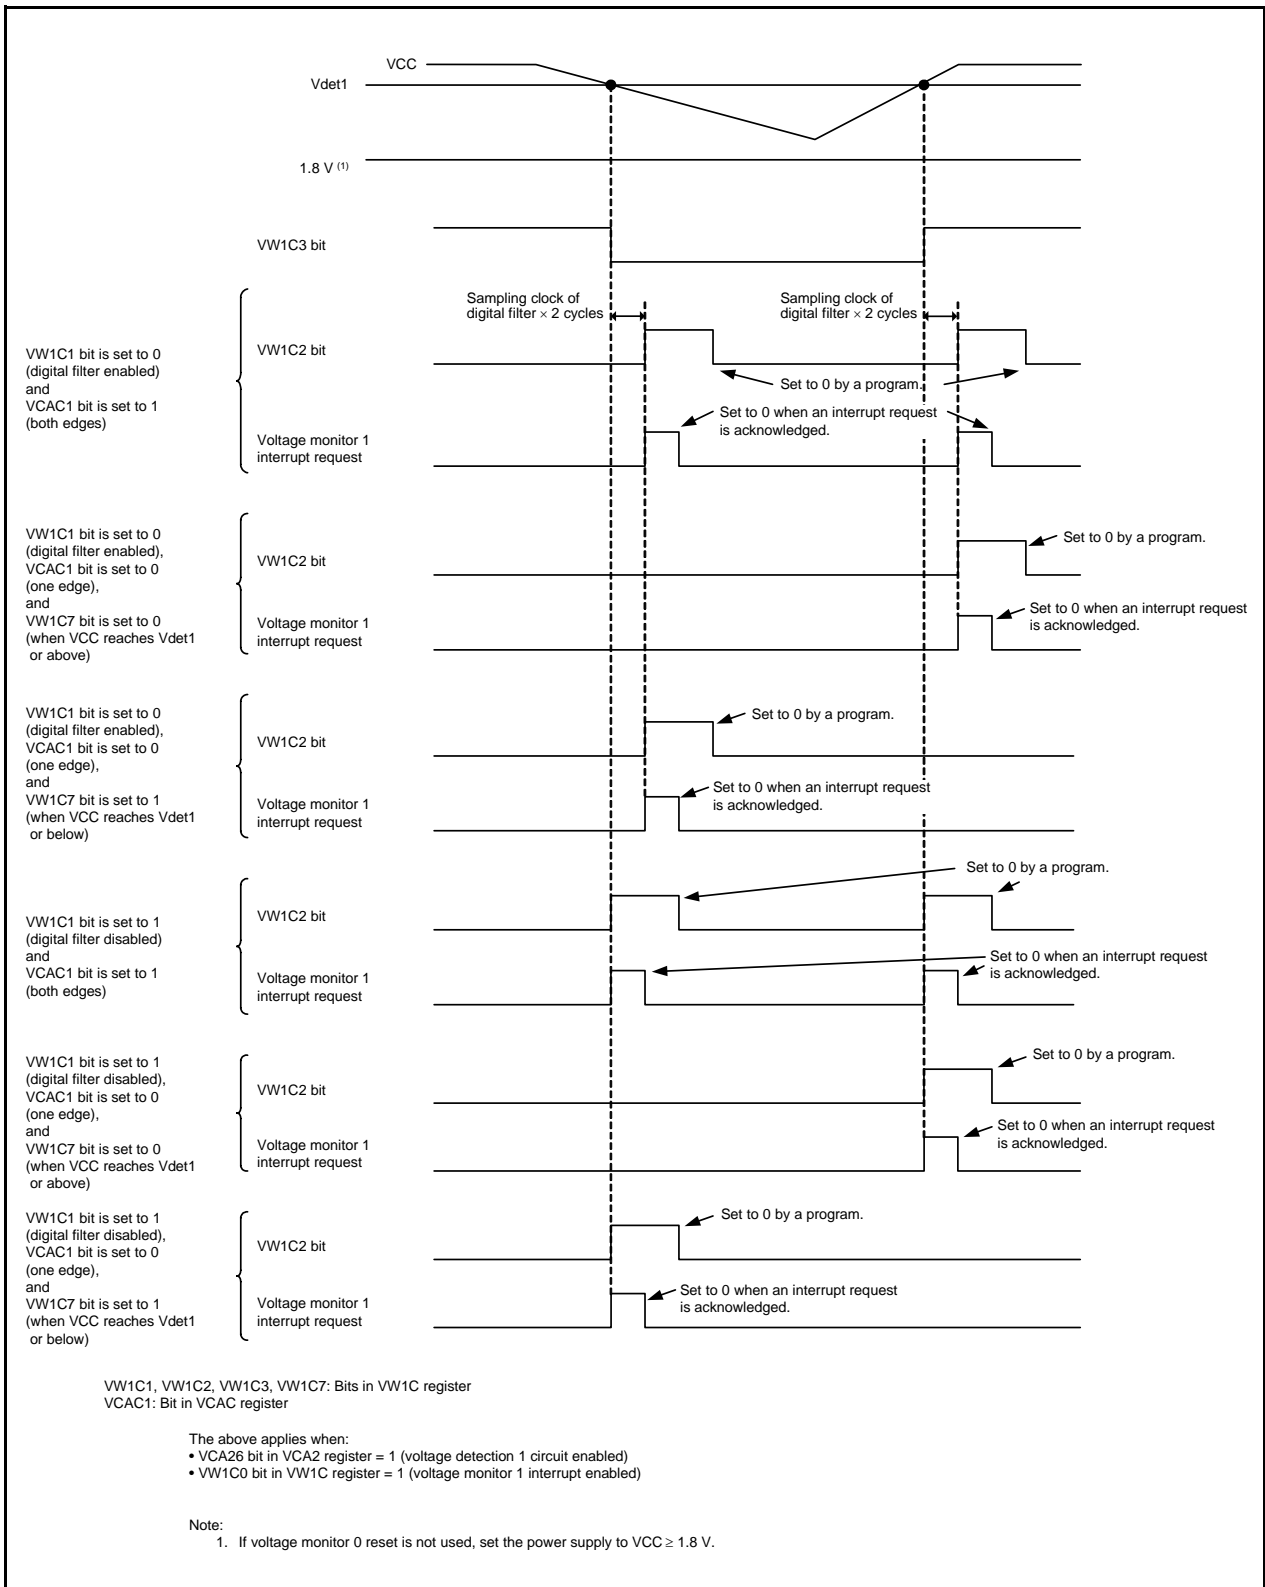 VCC
Vdet1
1.8 V (1)
VW1C3 bit
Sampling clock of
digital filter × 2 cycles
Sampling clock of
digital filter × 2 cycles
VW1C1 bit is set to 0
(digital filter enabled)
and
VCAC1 bit is set to 1
(both edges)
VW1C2 bit
Set to 0 by a program.
Set to 0 when an interrupt request
is acknowledged.
Voltage monitor 1
interrupt request
VW1C1 bit is set to 0
(digital filter enabled),
VCAC1 bit is set to 0
(one edge),
and
VW1C7 bit is set to 0
(when VCC reaches Vdet1
or above)
VW1C2 bit
Set to 0 by a program.
Voltage monitor 1
interrupt request
Set to 0 when an interrupt request
is acknowledged.
VW1C1 bit is set to 0
(digital filter enabled),
VCAC1 bit is set to 0
(one edge),
and
VW1C7 bit is set to 1
(when VCC reaches Vdet1
or below)
VW1C2 bit
Set to 0 by a program.
Voltage monitor 1
interrupt request
Set to 0 when an interrupt request
is acknowledged.
VW1C1 bit is set to 1
(digital filter disabled)
and
VCAC1 bit is set to 1
(both edges)
VW1C2 bit
Set to 0 by a program.
Voltage monitor 1
interrupt request
Set to 0 when an interrupt request
is acknowledged.
VW1C1 bit is set to 1
(digital filter disabled),
VCAC1 bit is set to 0
(one edge),
and
VW1C7 bit is set to 0
(when VCC reaches Vdet1
or above)
VW1C2 bit
Set to 0 by a program.
Voltage monitor 1
interrupt request
Set to 0 when an interrupt request
is acknowledged.
VW1C1 bit is set to 1
(digital filter disabled),
VCAC1 bit is set to 0
(one edge),
and
VW1C7 bit is set to 1
(when VCC reaches Vdet1
or below)
VW1C2 bit
Set to 0 by a program.
Voltage monitor 1
interrupt request
Set to 0 when an interrupt request
is acknowledged.
VW1C1, VW1C2, VW1C3, VW1C7: Bits in VW1C register
VCAC1: Bit in VCAC register
The above applies when:
• VCA26 bit in VCA2 register = 1 (voltage detection 1 circuit enabled)
• VW1C0 bit in VW1C register = 1 (voltage monitor 1 interrupt enabled)
Note:
1. If voltage monitor 0 reset is not used, set the power supply to VCC ≥ 1.8 V.